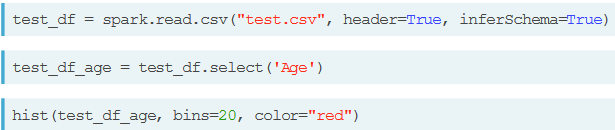 test_df = spark.read.csv("test.csv", header=True, inferSchema=True)
test_df_age = test_df.select('Age')
hist(test_df_age, bins=20, color="red")